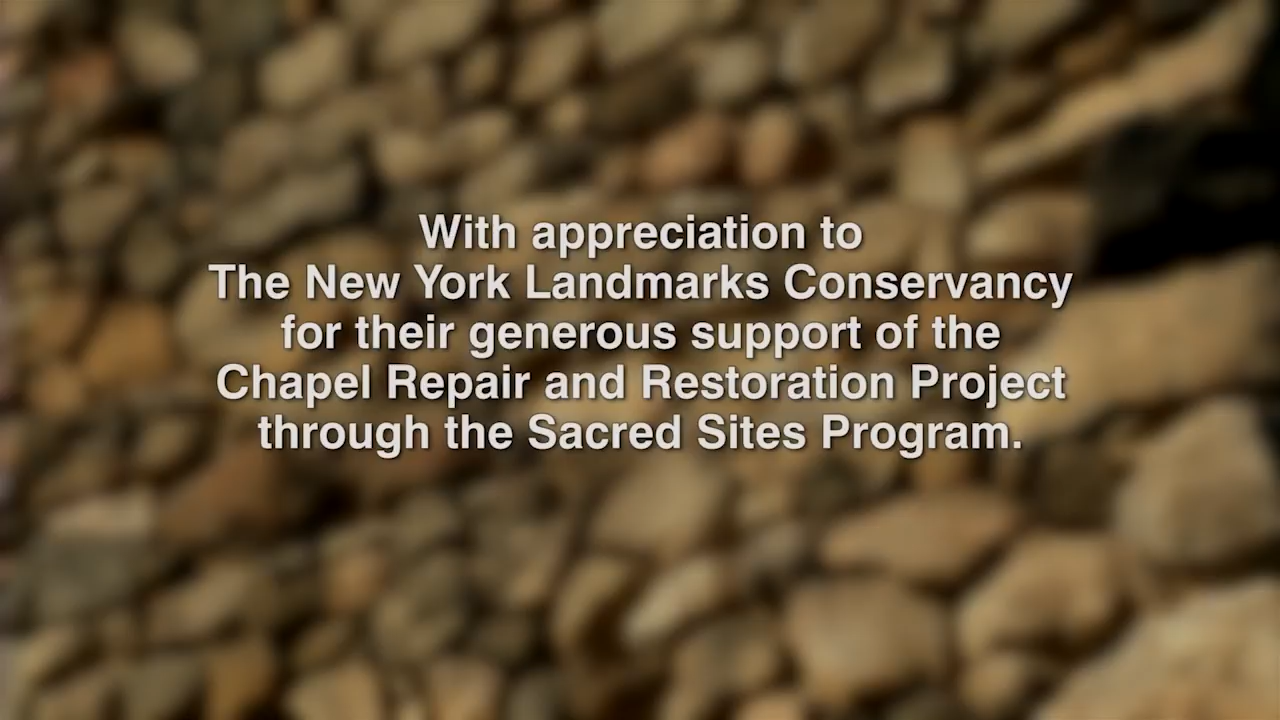 With appreciation to
The New York Landmarks Conservancy
for their generous support of the
Chapel Repair and Restoration Project
through the Sacred Sites Program.